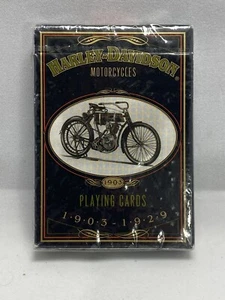 HARLEY-DAVIDSON
MOTORCYCLES
1903
PLAYING CARDS
1·9·0·3 - 1·9·2·9